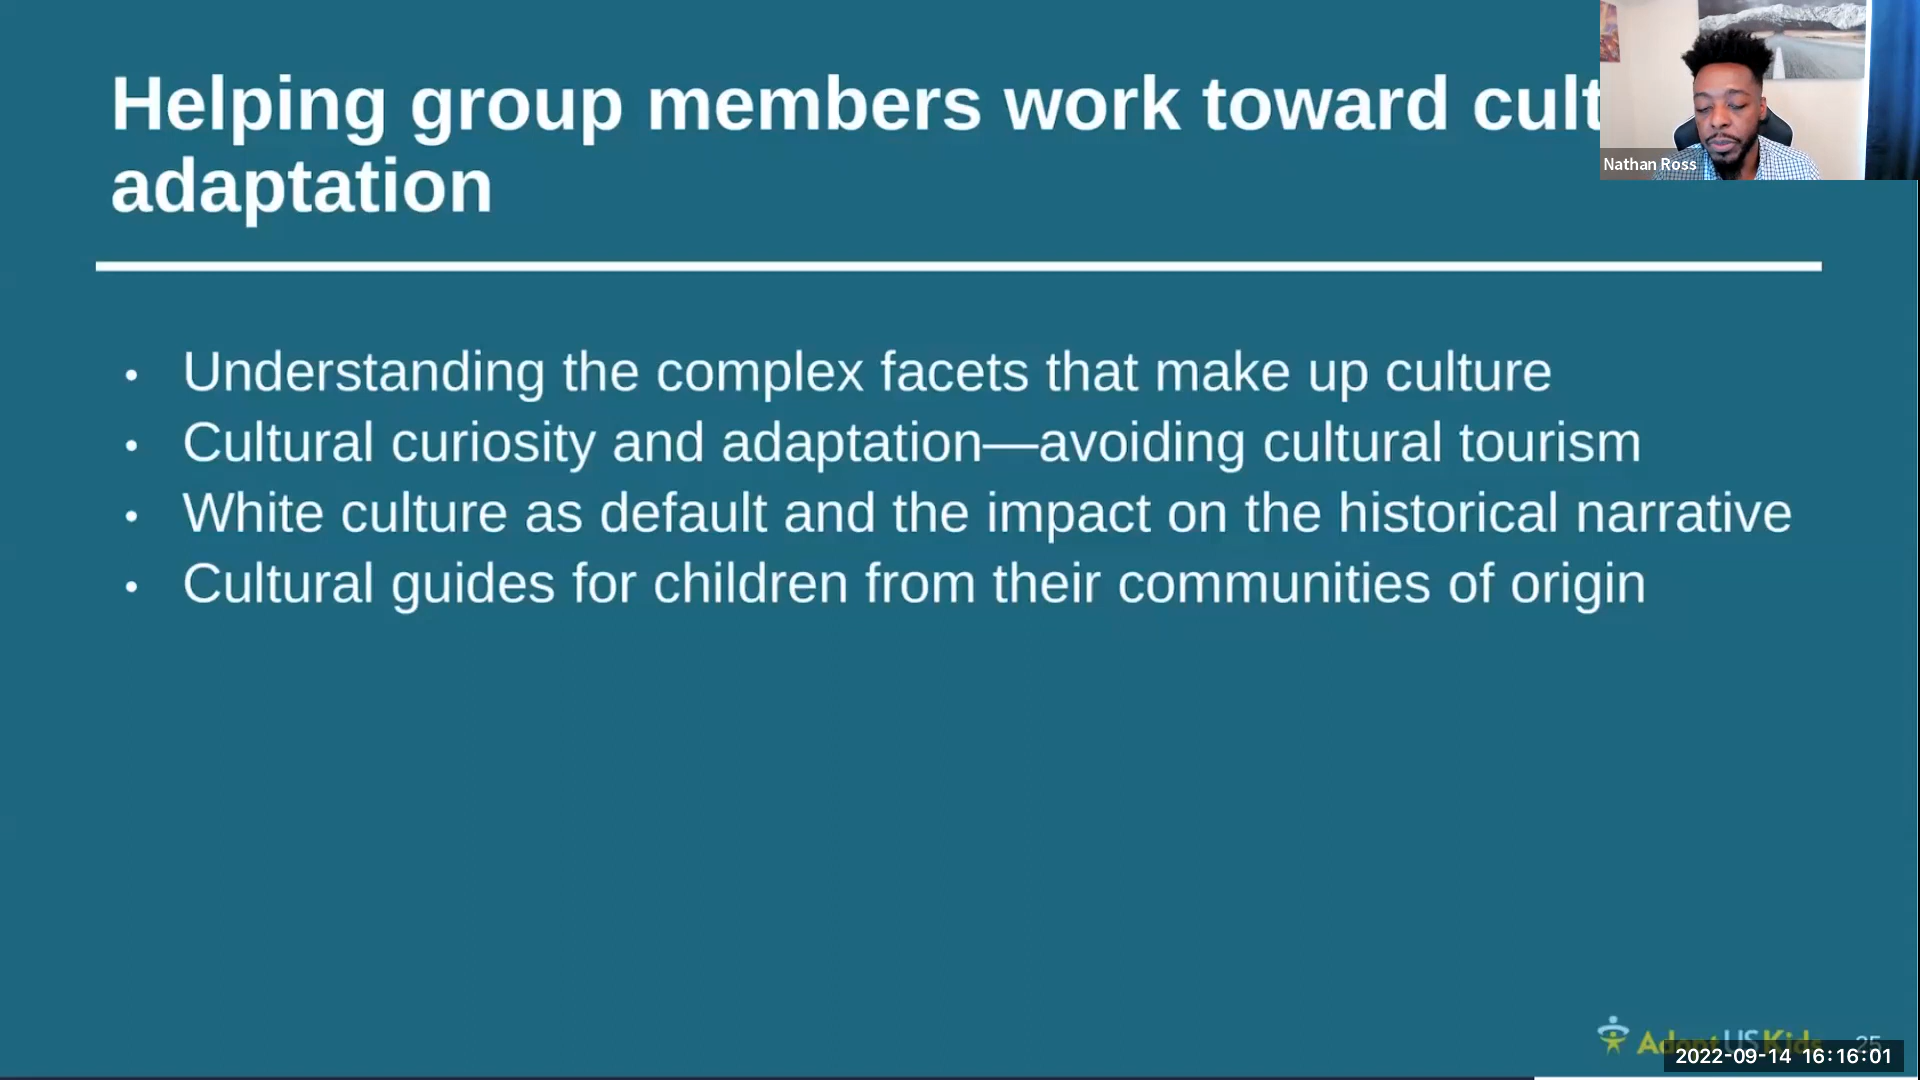 Helping group members work toward cult
adaptation
Nathan Ross
• Understanding the complex facets that make up culture
• Cultural curiosity and adaptation—avoiding cultural tourism
• White culture as default and the impact on the historical narrative
• Cultural guides for children from their communities of origin
AdoptUSKids 25
2022-09-14 16:16:01